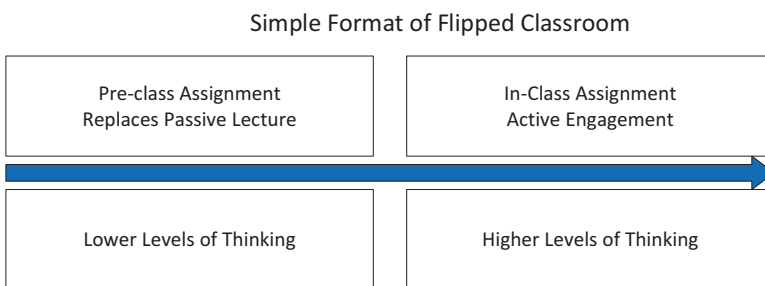 Simple Format of Flipped Classroom
Pre-class Assignment
Replaces Passive Lecture
In-Class Assignment
Active Engagement
Lower Levels of Thinking
Higher Levels of Thinking